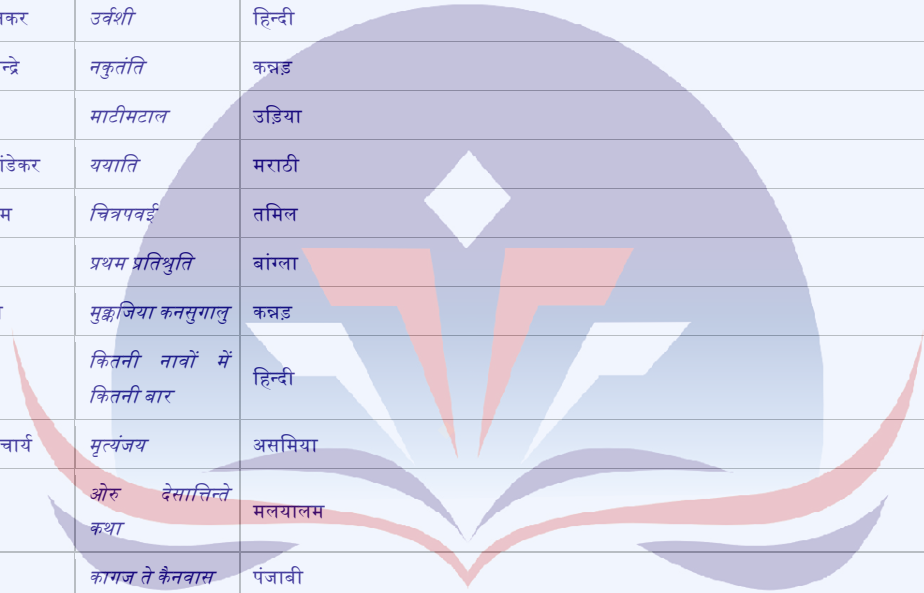 नकर उर्वशी हिन्दी
न्द्रे नकुतंति कन्नड़
माटीमटाल उड़िया
ांडेकर ययाति मराठी
म चित्रपवई तमिल
प्रथम प्रतिश्रुति बांग्ला
मुक्कजिया कनसुगालु कन्नड़
कितनी नावों में
कितनी बार हिन्दी
चार्य मृत्यंजय असमिया
ओरु देसात्तिन्ते
कथा मलयालम
कागज ते कैनवास पंजाबी